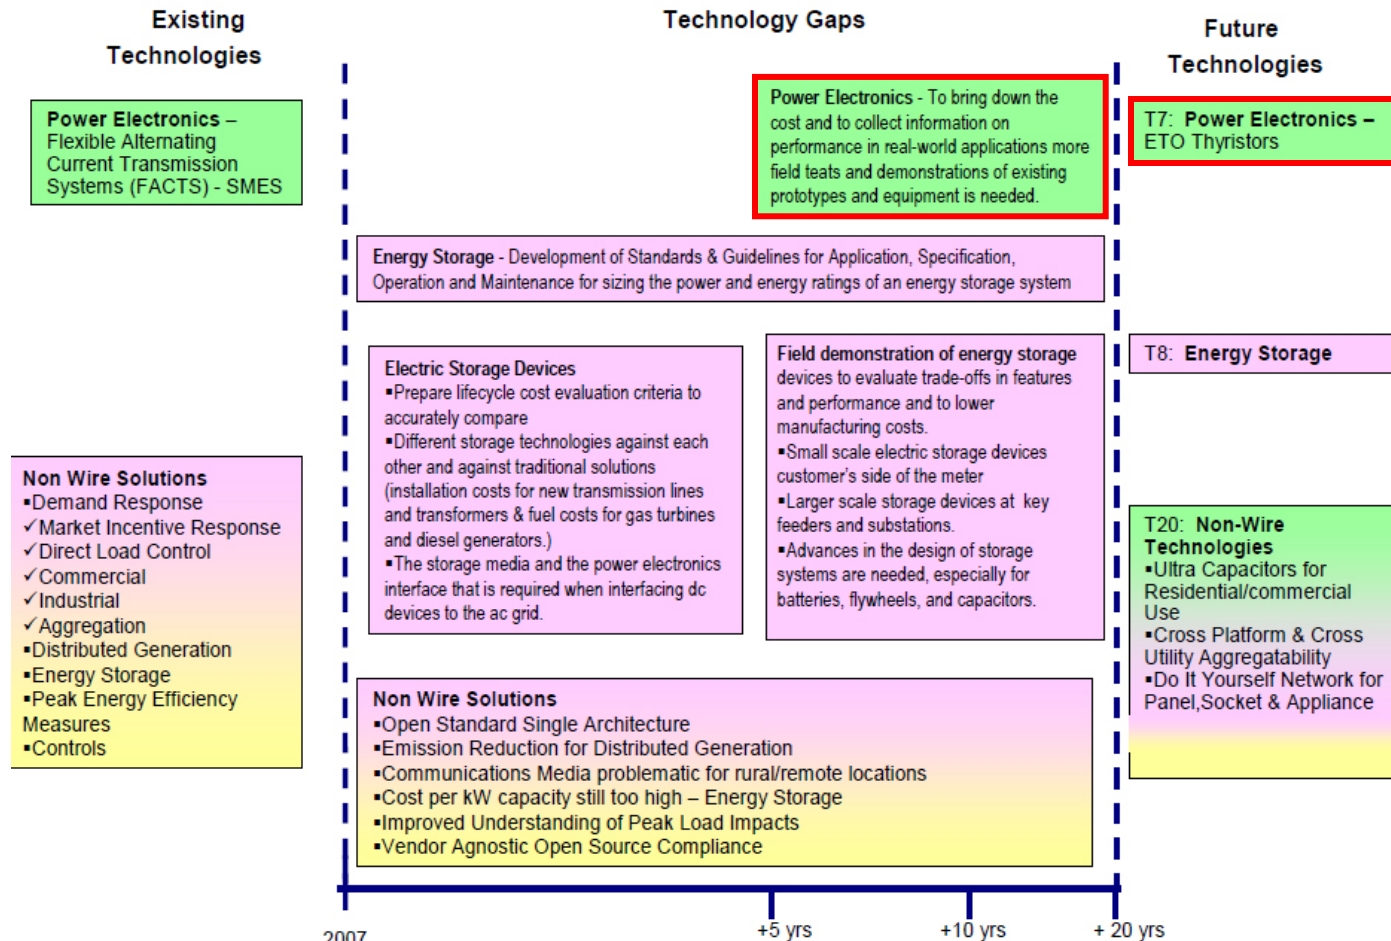 Existing
Technologies
Technology Gaps
Future
Technologies
Power Electronics –
Flexible Alternating
Current Transmission
Systems (FACTS) - SMES
Power Electronics - To bring down the
cost and to collect information on
performance in real-world applications more
field teats and demonstrations of existing
prototypes and equipment is needed.
T7: Power Electronics –
ETO Thyristors
Energy Storage - Development of Standards & Guidelines for Application, Specification,
Operation and Maintenance for sizing the power and energy ratings of an energy storage system
Electric Storage Devices
▪Prepare lifecycle cost evaluation criteria to
accurately compare
▪Different storage technologies against each
other and against traditional solutions
(installation costs for new transmission lines
and transformers & fuel costs for gas turbines
and diesel generators.)
▪The storage media and the power electronics
interface that is required when interfacing dc
devices to the ac grid.
Field demonstration of energy storage
devices to evaluate trade-offs in features
and performance and to lower
manufacturing costs.
▪Small scale electric storage devices
customer's side of the meter
▪Larger scale storage devices at key
feeders and substations.
▪Advances in the design of storage
systems are needed, especially for
batteries, flywheels, and capacitors.
T8: Energy Storage
Non Wire Solutions
▪Demand Response
✓Market Incentive Response
✓Direct Load Control
✓Commercial
✓Industrial
✓Aggregation
▪Distributed Generation
▪Energy Storage
▪Peak Energy Efficiency
Measures
▪Controls
T20: Non-Wire
Technologies
▪Ultra Capacitors for
Residential/commercial
Use
▪Cross Platform & Cross
Utility Aggregatability
▪Do It Yourself Network for
Panel,Socket & Appliance
Non Wire Solutions
▪Open Standard Single Architecture
▪Emission Reduction for Distributed Generation
▪Communications Media problematic for rural/remote locations
▪Cost per kW capacity still too high – Energy Storage
▪Improved Understanding of Peak Load Impacts
▪Vendor Agnostic Open Source Compliance
2007
+5 yrs
+10 yrs
+ 20 yrs